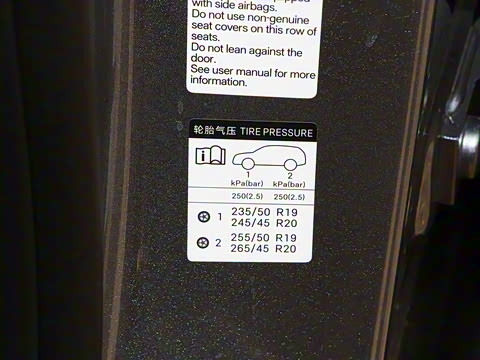 with side airbags.
Do not use non-genuine
seat covers on this row of
seats.
Do not lean against the
door.
See user manual for more
information.
轮胎气压 TIRE PRESSURE
1 2
kPa(bar) kPa(bar)
250(2.5) 250(2.5)
1 235/50 R19
245/45 R20
2 255/50 R19
265/45 R20